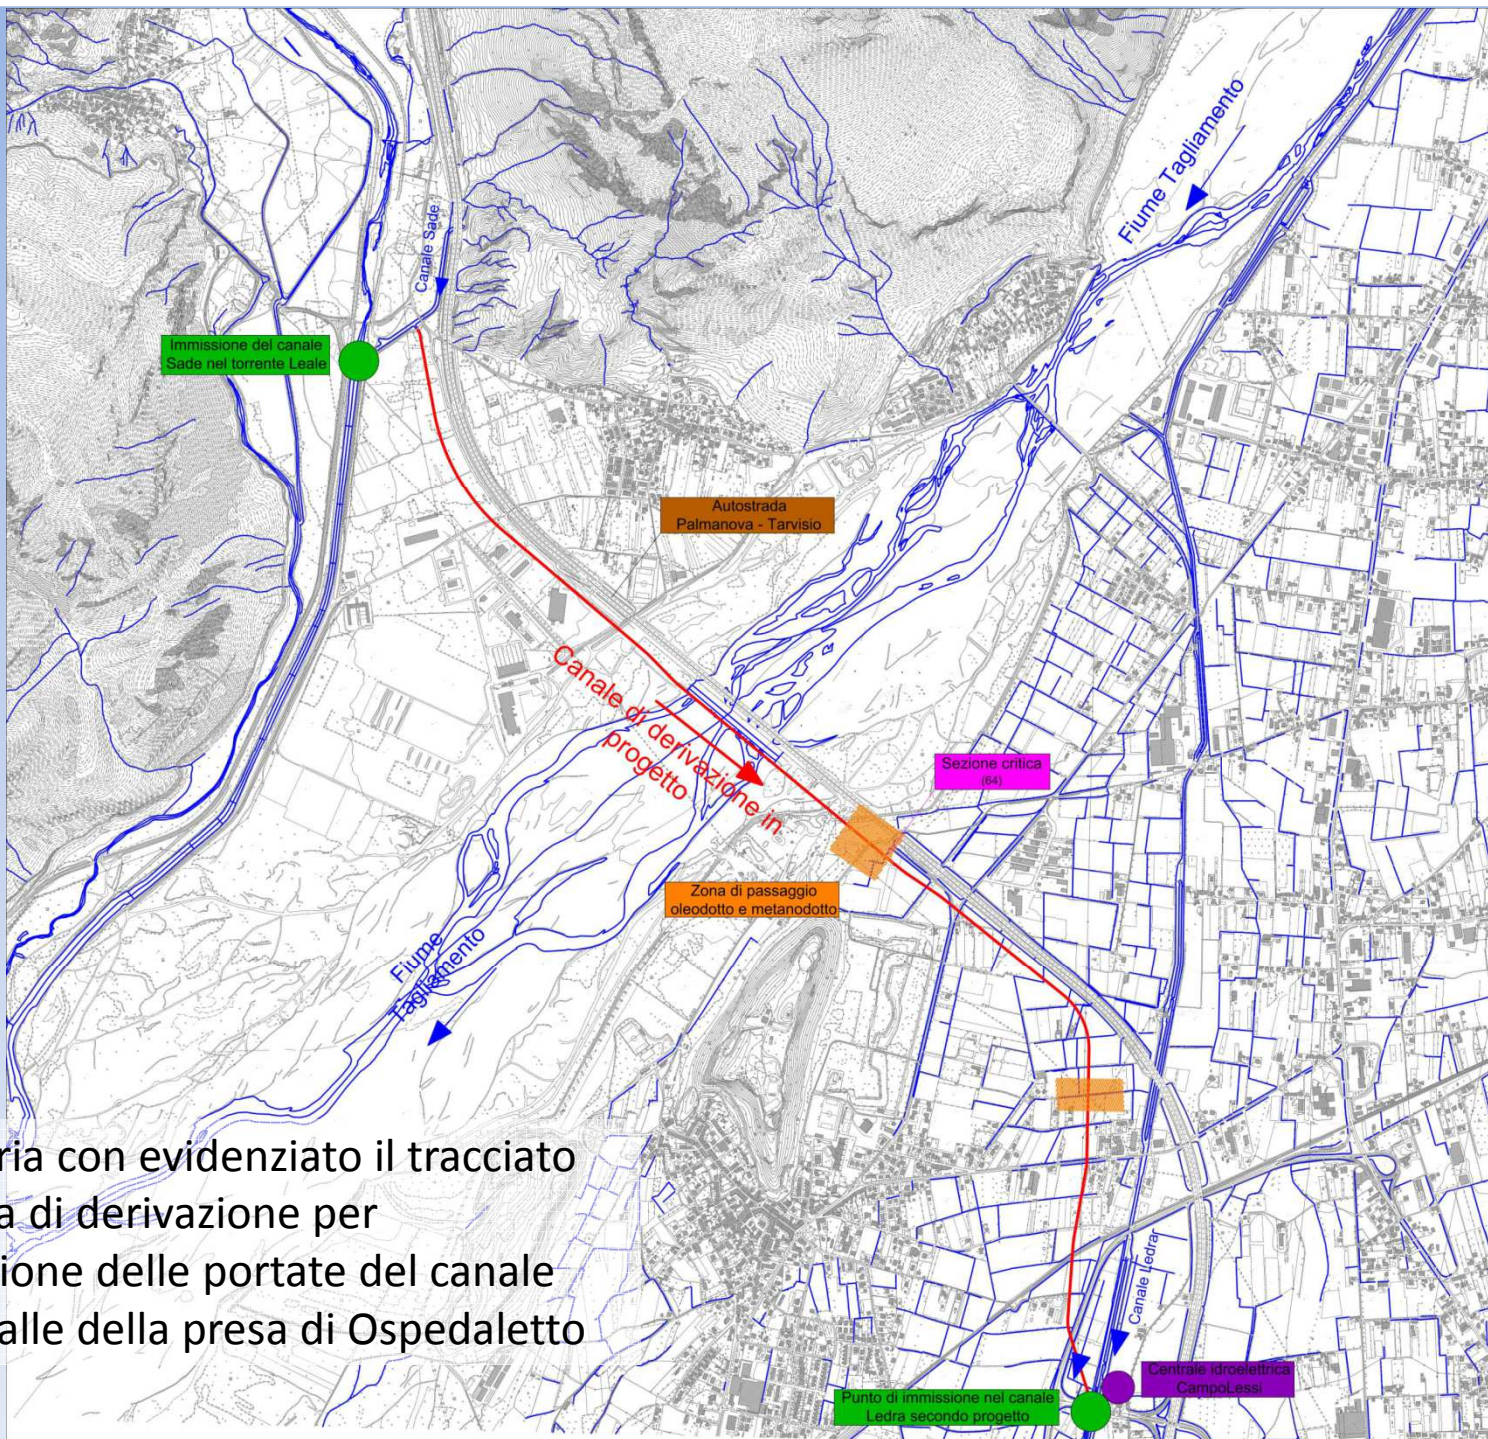 Fiume Tagliamento
Canale Sade
Immissione del canale
Sade nel torrente Leale
Autostrada
Palmanova - Tarvisio
Canale di derivazione in
progetto
Sezione critica
(64)
Zona di passaggio
oleodotto e metanodotto
Fiume
Tagliamento
ria con evidenziato il tracciato
a di derivazione per
ione delle portate del canale
alle della presa di Ospedaletto
Canale Ledra
Centrale idroelettrica
CampoLessi
Punto di immissione nel canale
Ledra secondo progetto